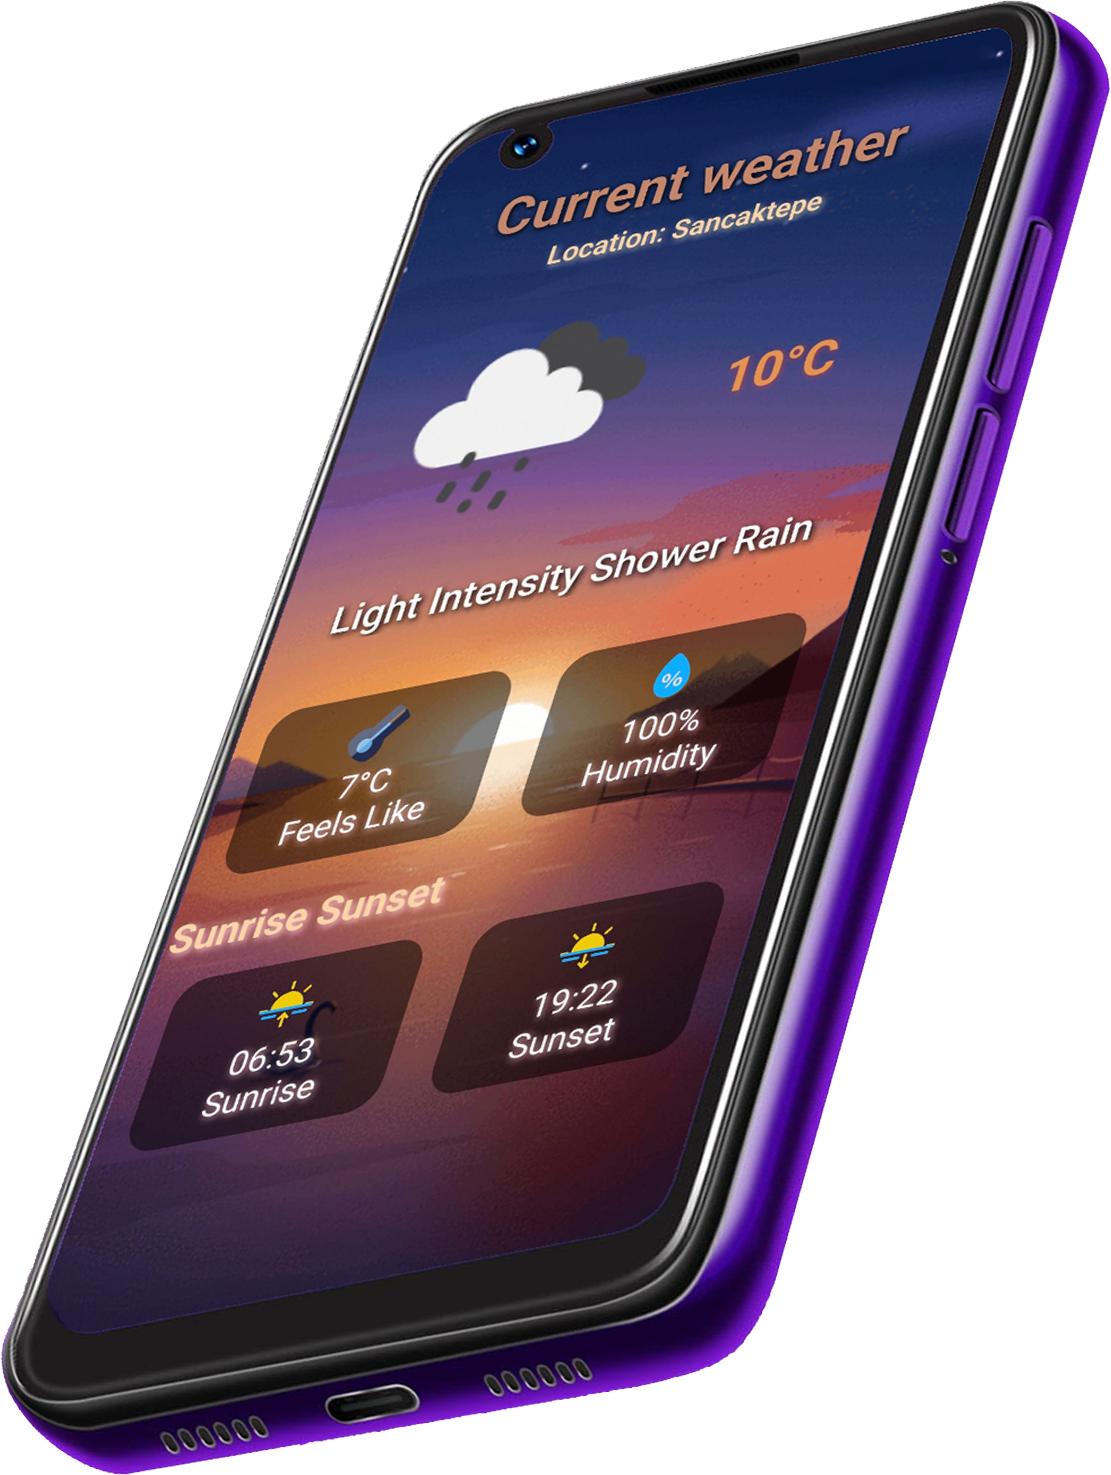 Current weather
Location: Sancaktepe
10°C
Light Intensity Shower Rain
7°C
Feels Like
%
100%
Humidity
Sunrise Sunset
06:53
Sunrise
19:22
Sunset